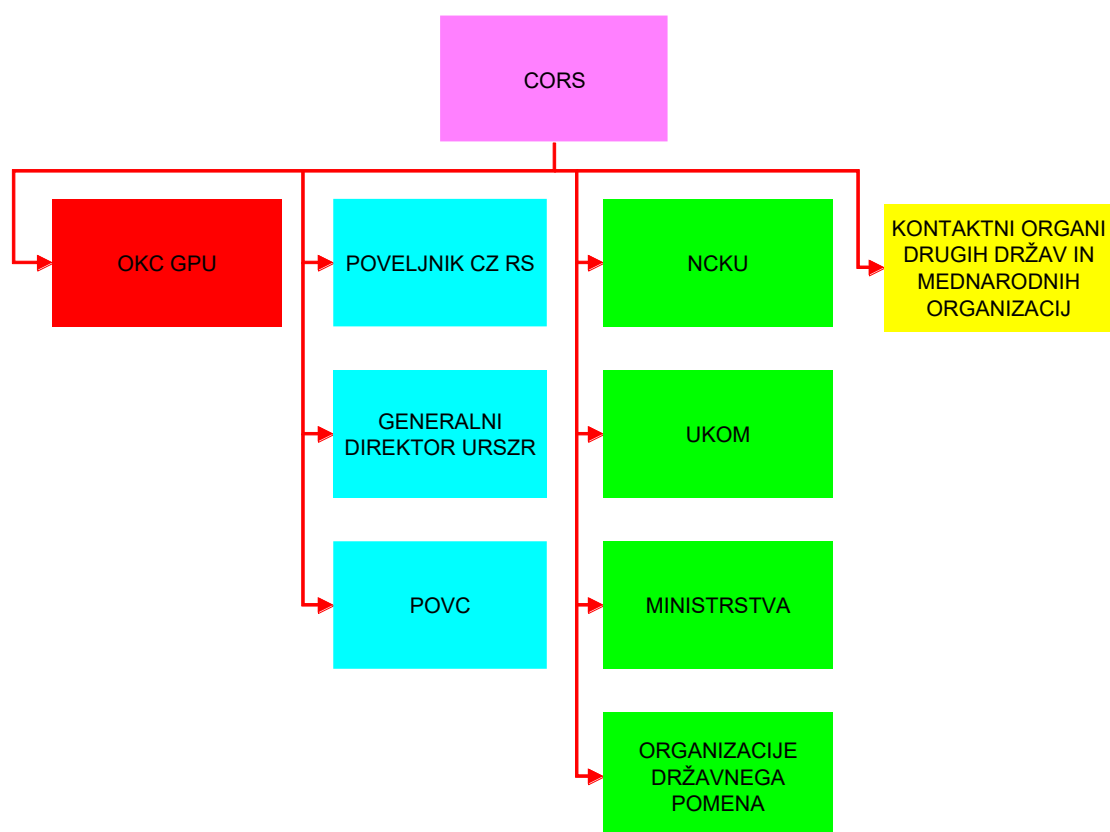 CORS
OKC GPU
POVELJNIK CZ RS
NCKU
KONTAKTNI ORGANI
DRUGIH DRŽAV IN
MEDNARODNIH
ORGANIZACIJ
GENERALNI
DIREKTOR URSZR
UKOM
POVC
MINISTRSTVA
ORGANIZACIJE
DRŽAVNEGA
POMENA